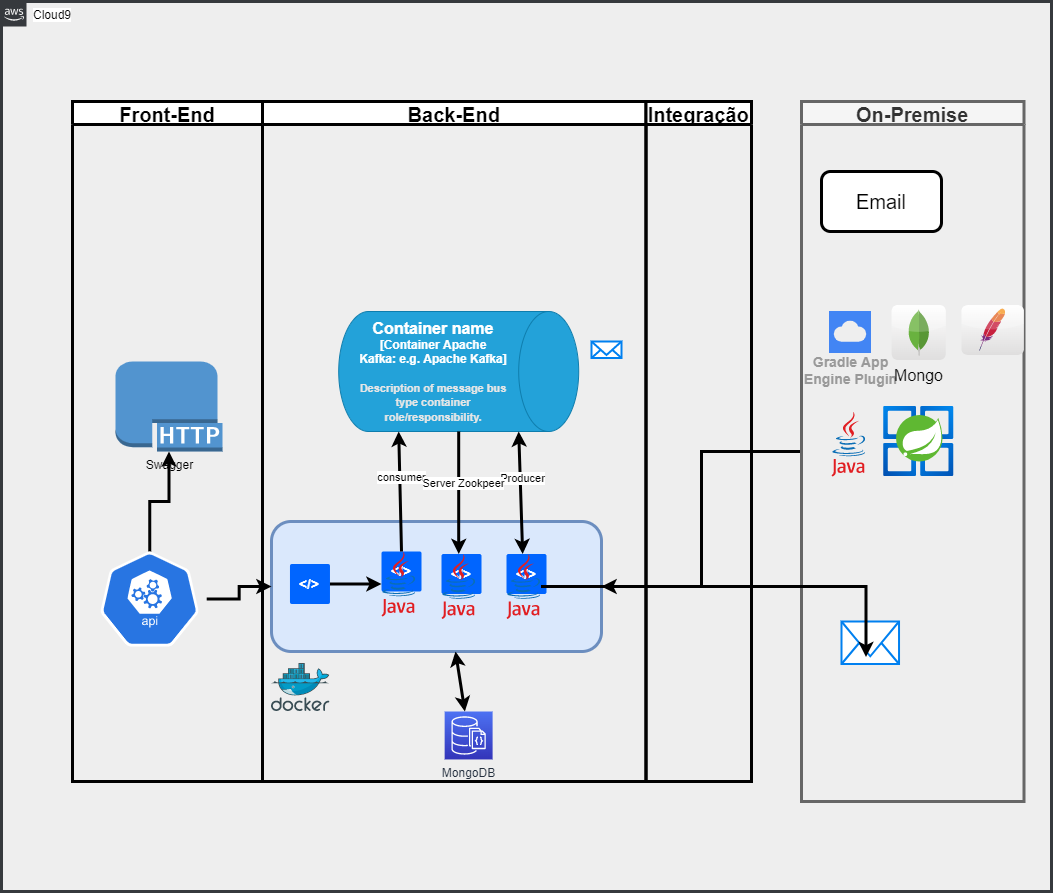 aws
Cloud9
Front-End
Back-End
Integração
On-Premise
Email
Container name
[Container Apache
Kafka: e.g. Apache Kafka]
Description of message bus
type container
role/responsibility.
Gradle App
Engine Plugin
Mongo
HTTP
Swagger
Java
consumer
Server Zookpeer
Producer
api
</>
</>
</>
</>
Java
Java
Java
docker
{}
MongoDB